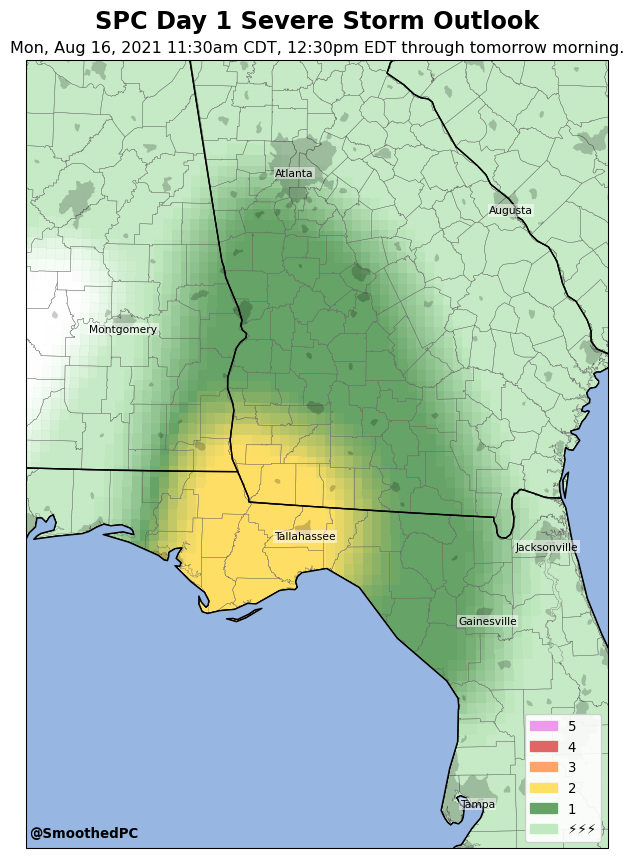 SPC Day 1 Severe Storm Outlook
Mon, Aug 16, 2021 11:30am CDT, 12:30pm EDT through tomorrow morning.
Atlanta
Augusta
Montgomery
Tallahassee
Jacksonville
Gainesville
Tampa
5
4
3
2
1
⚡⚡⚡
@SmoothedPC